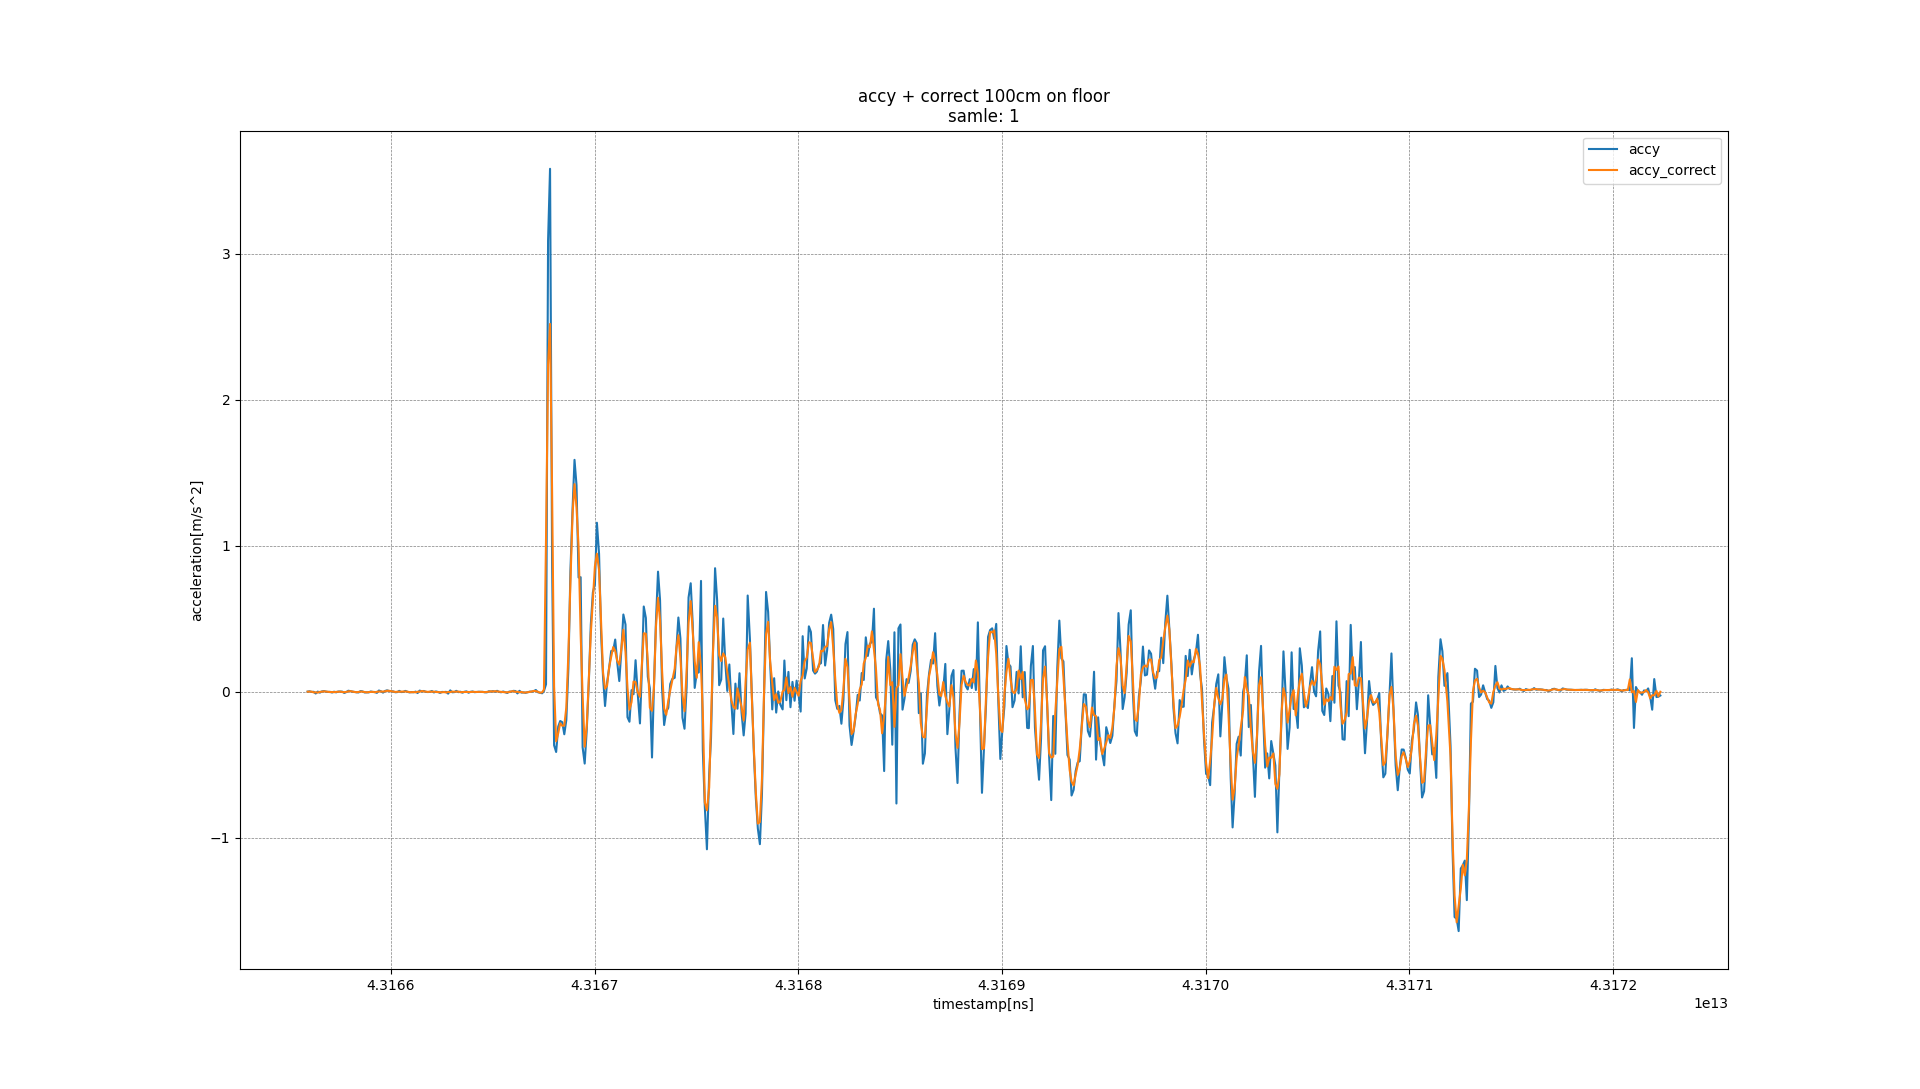 accy + correct 100cm on floor
samle: 1
accy
accy_correct
acceleration[m/s^2]
3
2
1
0
−1
4.3166
4.3167
4.3168
4.3169
4.3170
4.3171
4.3172
timestamp[ns]
1e13